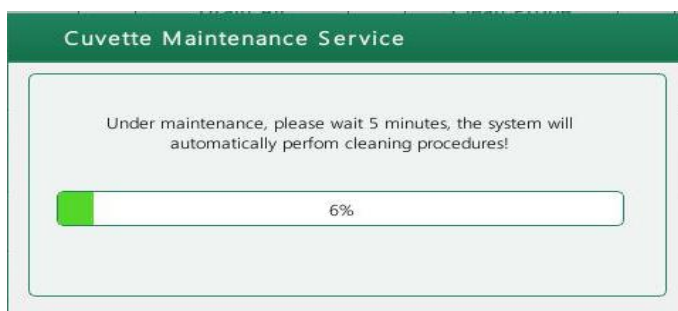 Cuvette Maintenance Service
Under maintenance, please wait 5 minutes, the system will
automatically perfom cleaning procedures!
6%